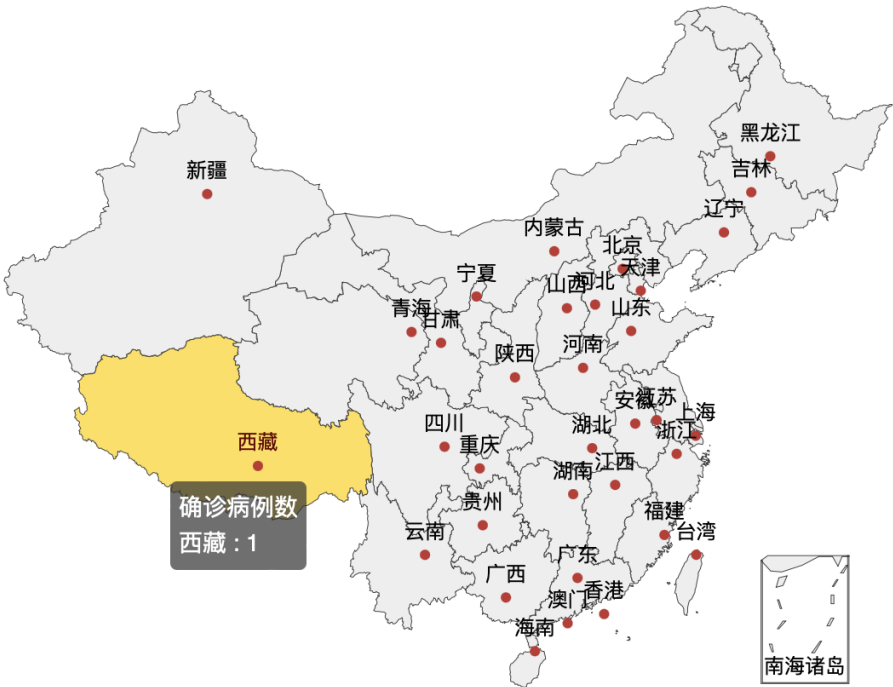 黑龙江
吉林
新疆
辽宁
内蒙古
北京
天津
宁夏
山西
河北
青海
甘肃
山东
陕西
河南
安徽
江苏
上海
四川
湖北
浙江
西藏
重庆
江西
湖南
确诊病例数
西藏 : 1
贵州
福建
云南
台湾
广东
广西
香港
澳门
海南
南海诸岛